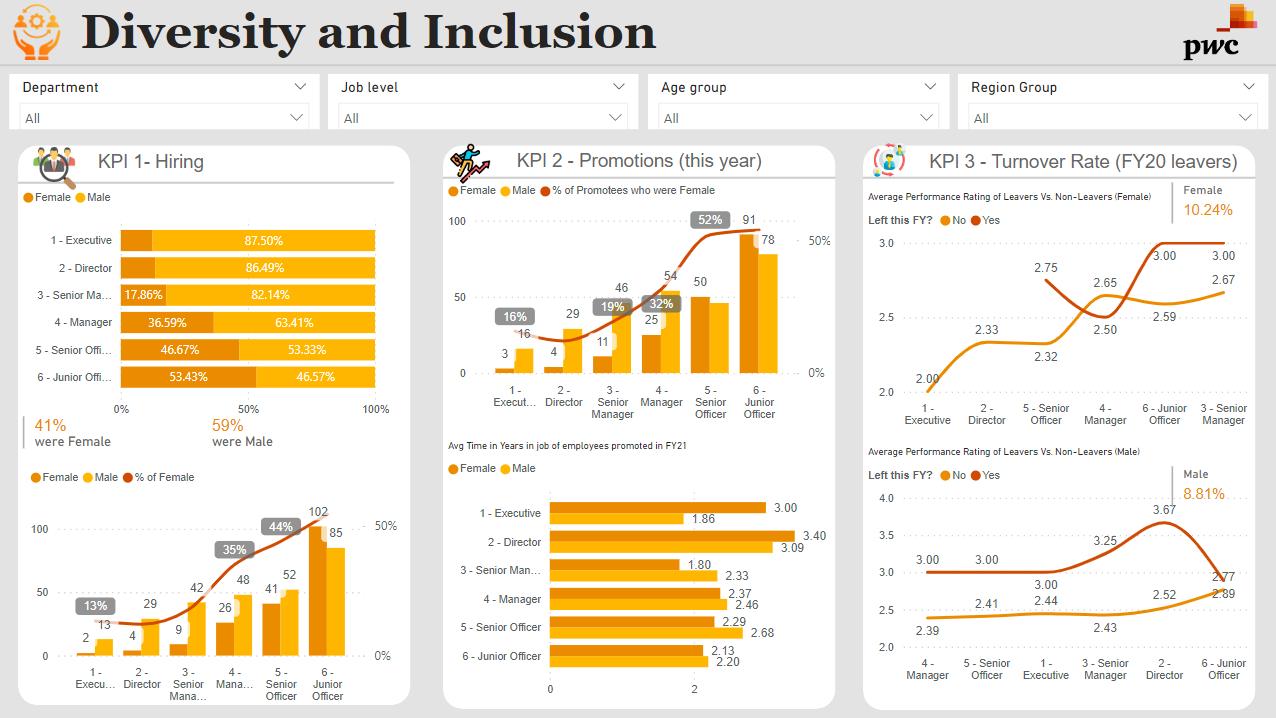 Diversity and Inclusion
pwc
Department
All
Job level
All
Age group
All
Region Group
All
KPI 1- Hiring
Female Male
1 - Executive 87.50%
2 - Director 86.49%
3 - Senior Ma... 17.86% 82.14%
4 - Manager 36.59% 63.41%
5 - Senior Offi... 46.67% 53.33%
6 - Junior Offi... 53.43% 46.57%
0% 50% 100%
41%
were Female
59%
were Male
Female Male % of Female
100
50
0
50%
0%
13% 35% 44%
2 13 4 29 9 42 26 48 41 52 102 85
1 -
Execu...
2 -
Director
3 -
Senior
Mana...
4 -
Mana...
5 -
Senior
Officer
6 -
Junior
Officer
KPI 2 - Promotions (this year)
Female Male % of Promotees who were Female
100
50
0
50%
0%
16% 19% 32% 52%
3 16 4 29 11 46 25 54 50 91 78
1 -
Execut...
2 -
Director
3 -
Senior
Manager
4 -
Manager
5 -
Senior
Officer
6 -
Junior
Officer
Avg Time in Years in job of employees promoted in FY21
Female Male
1 - Executive 3.00
1.86
2 - Director 3.40
3.09
3 - Senior Man... 1.80
2.33
4 - Manager 2.37
2.46
5 - Senior Officer 2.29
2.68
6 - Junior Officer 2.13
2.20
0 2
KPI 3 - Turnover Rate (FY20 leavers)
Average Performance Rating of Leavers Vs. Non-Leavers (Female)
Female
10.24%
Left this FY? No Yes
3.0
2.5
2.0
2.00 2.33 2.75 2.32 2.65 2.50 3.00 2.59 3.00 2.67
1 -
Executive
2 -
Director
5 - Senior
Officer
4 -
Manager
6 - Junior
Officer
3 - Senior
Manager
Average Performance Rating of Leavers Vs. Non-Leavers (Male)
Male
8.81%
Left this FY? No Yes
4.0
3.5
3.0
2.5
2.0
3.00 2.39 3.00 2.41 3.00 2.44 3.25 2.43 3.67 2.52 2.77 2.89
4 -
Manager
5 - Senior
Officer
1 -
Executive
3 - Senior
Manager
2 -
Director
6 - Junior
Officer